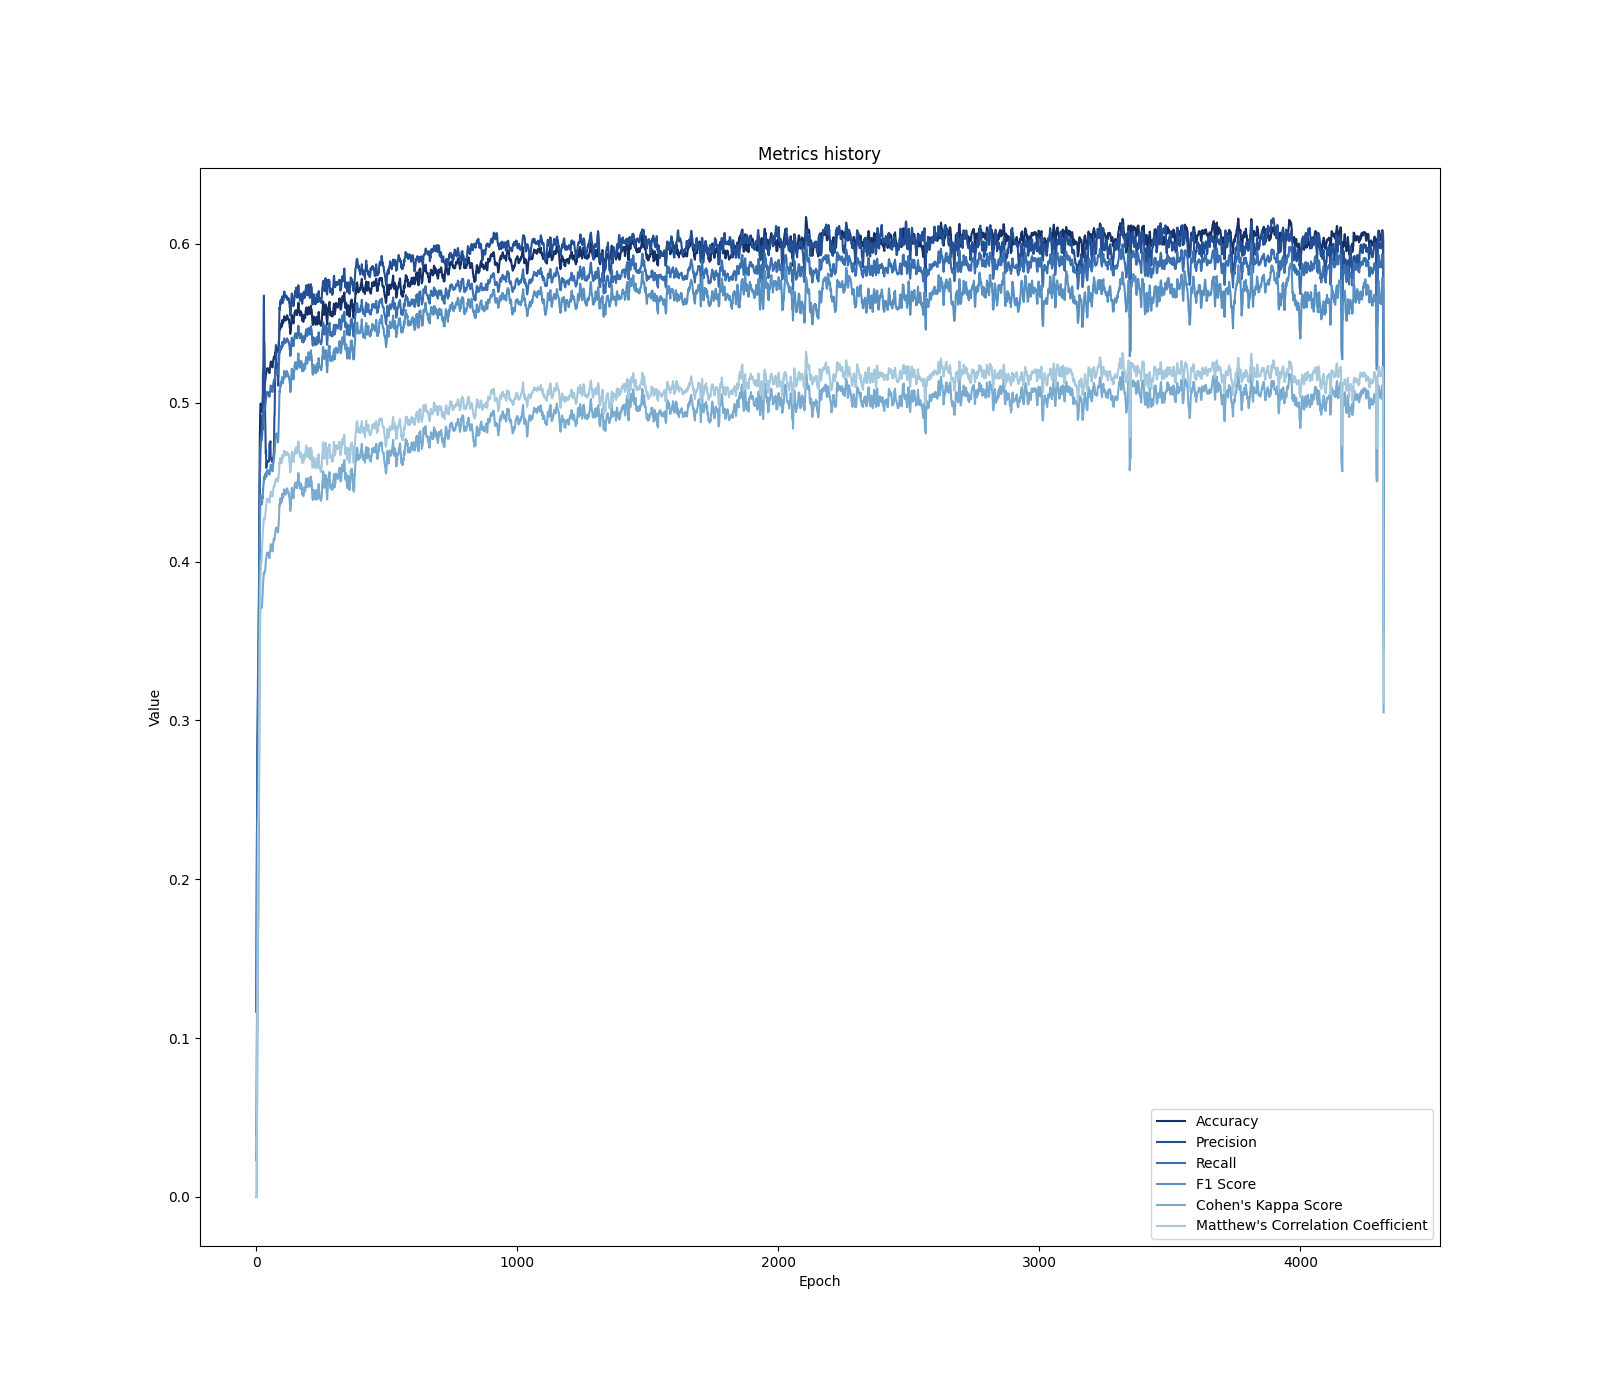 Metrics history
0.6
0.5
0.4
0.3
0.2
0.1
0.0
Value
0 1000 2000 3000 4000
Epoch
Accuracy
Precision
Recall
F1 Score
Cohen's Kappa Score
Matthew's Correlation Coefficient